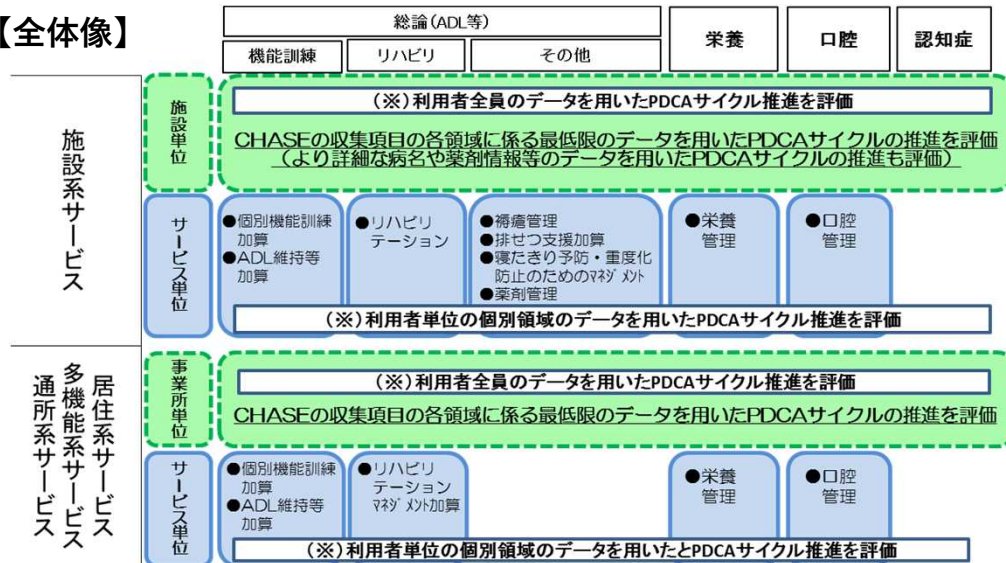 【全体像】
総論(ADL等)
機能訓練
リハビリ
その他
栄養
口腔
認知症
施設系サービス
施設単位
(※)利用者全員のデータを用いたPDCAサイクル推進を評価
CHASEの収集項目の各領域に係る最低限のデータを用いたPDCAサイクルの推進を評価
(より詳細な病名や薬剤情報等のデータを用いたPDCAサイクルの推進も評価)
サービス単位
●個別機能訓練
加算
●ADL維持等
加算
●リハビリ
テーション
●褥瘡管理
●排せつ支援加算
●寝たきり予防・重度化
防止のためのマネジメント
●薬剤管理
●栄養
管理
●口腔
管理
(※)利用者単位の個別領域のデータを用いたPDCAサイクル推進を評価
居住系サービス
多機能系サービス
通所系サービス
事業所単位
(※)利用者全員のデータを用いたPDCAサイクル推進を評価
CHASEの収集項目の各領域に係る最低限のデータを用いたPDCAサイクルの推進を評価
サービス単位
●個別機能訓練
加算
●ADL維持等
加算
●リハビリ
テーション
マネジメント加算
●栄養
管理
●口腔
管理
(※)利用者単位の個別領域のデータを用いたとPDCAサイクル推進を評価